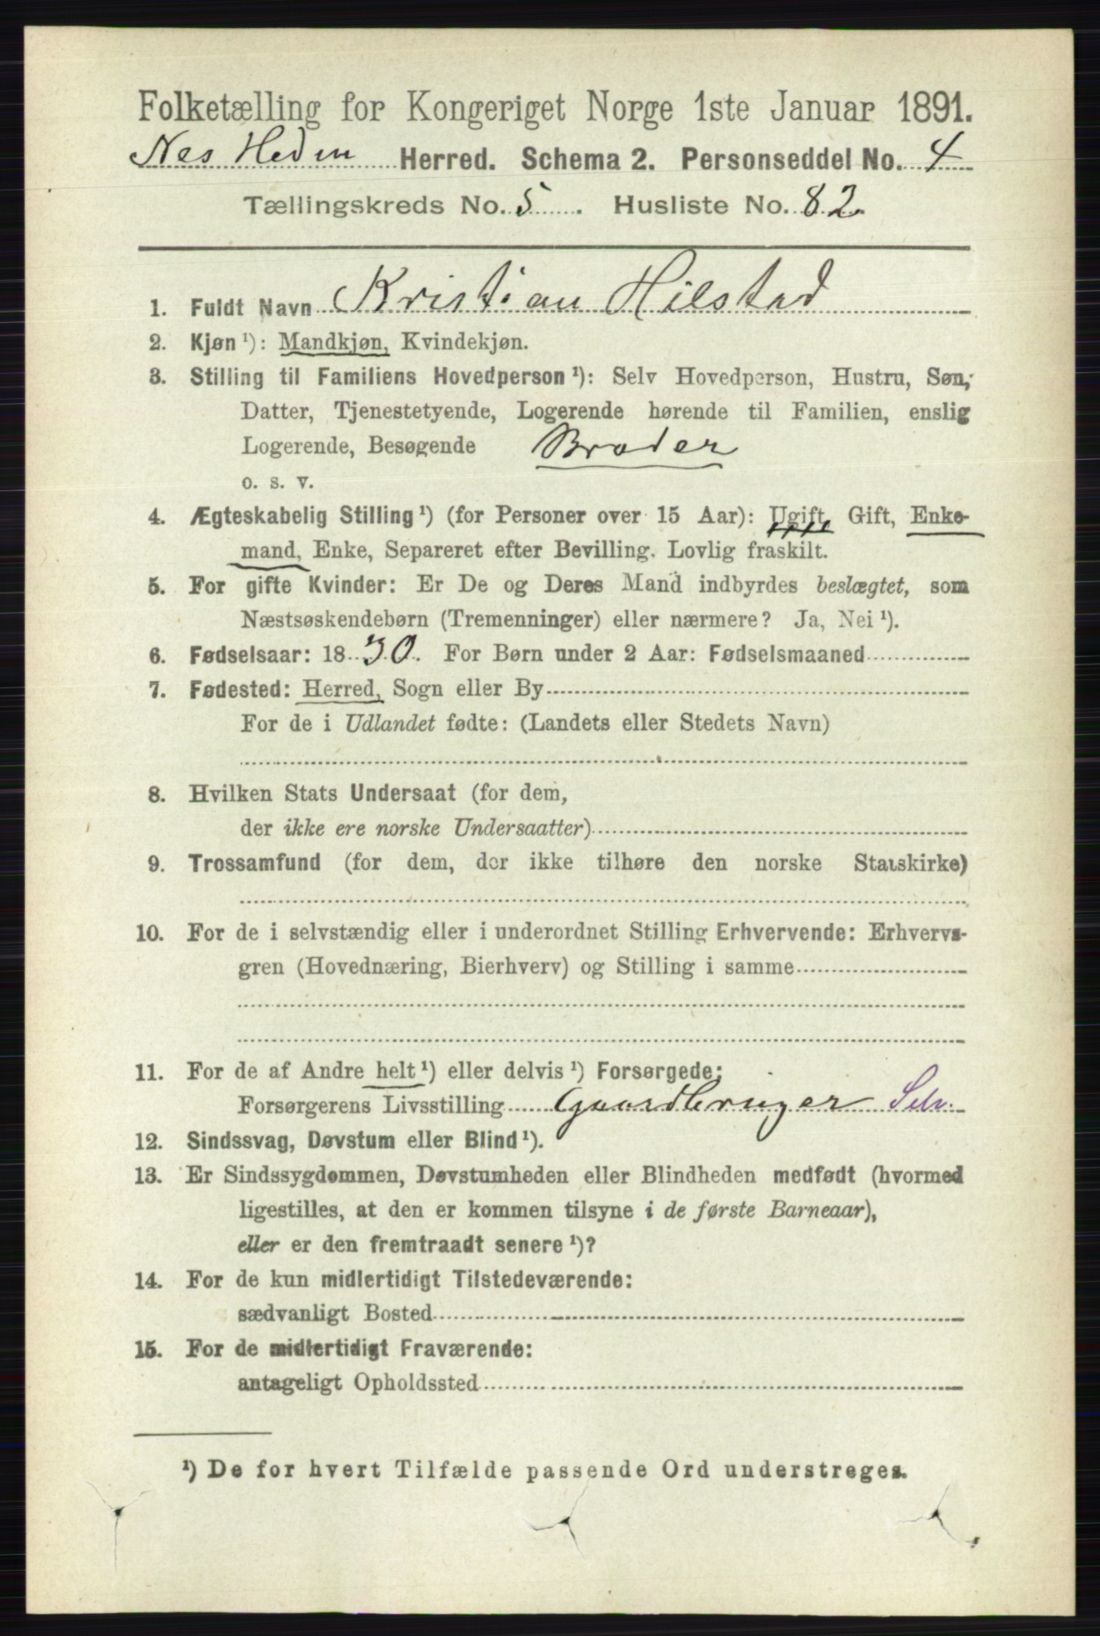 Folketælling for Kongeriget Norge 1ste Januar 1891.
Nes Hedm Herred. Schema 2. Personseddel No. 4
Tællingskreds No. 5. Husliste No. 82.
1. Fuldt Navn Kristian Hilstad
2. Kjøn ¹): Mandkjøn, Kvindekjøn.
3. Stilling til Familiens Hovedperson ¹): Selv Hovedperson, Hustru, Søn,
Datter, Tjenestetyende, Logerende hørende til Familien, enslig
Logerende, Besøgende Broder
o. s. v.
4. Ægteskabelig Stilling ¹) (for Personer over 15 Aar): Ugift, Gift, Enke-
mand, Enke, Separeret efter Bevilling. Lovlig fraskilt.
5. For gifte Kvinder: Er De og Deres Mand indbyrdes beslægtet, som
Næstsøskendebørn (Tremenninger) eller nærmere? Ja, Nei ¹).
6. Fødselsaar: 1830. For Børn under 2 Aar: Fødselsmaaned
7. Fødested: Herred, Sogn eller By
For de i Udlandet fødte: (Landets eller Stedets Navn)
8. Hvilken Stats Undersaat (for dem,
der ikke ere norske Undersaatter)
9. Trossamfund (for dem, der ikke tilhøre den norske Statskirke)
10. For de i selvstændig eller i underordnet Stilling Erhvervende: Erhvervs-
gren (Hovednæring, Bierhverv) og Stilling i samme
11. For de af Andre helt ¹) eller delvis ¹) Forsørgede:
Forsørgerens Livsstilling Gaardbruger Selv.
12. Sindssvag, Døvstum eller Blind ¹).
13. Er Sindssygdommen, Døvstumheden eller Blindheden medfødt (hvormed
ligestilles, at den er kommen tilsyne i de første Barneaar),
eller er den fremtraadt senere ¹)?
14. For de kun midlertidigt Tilstedeværende:
sædvanligt Bosted
15. For de midlertidigt Fraværende:
antageligt Opholdssted
¹) De for hvert Tilfælde passende Ord understreges.